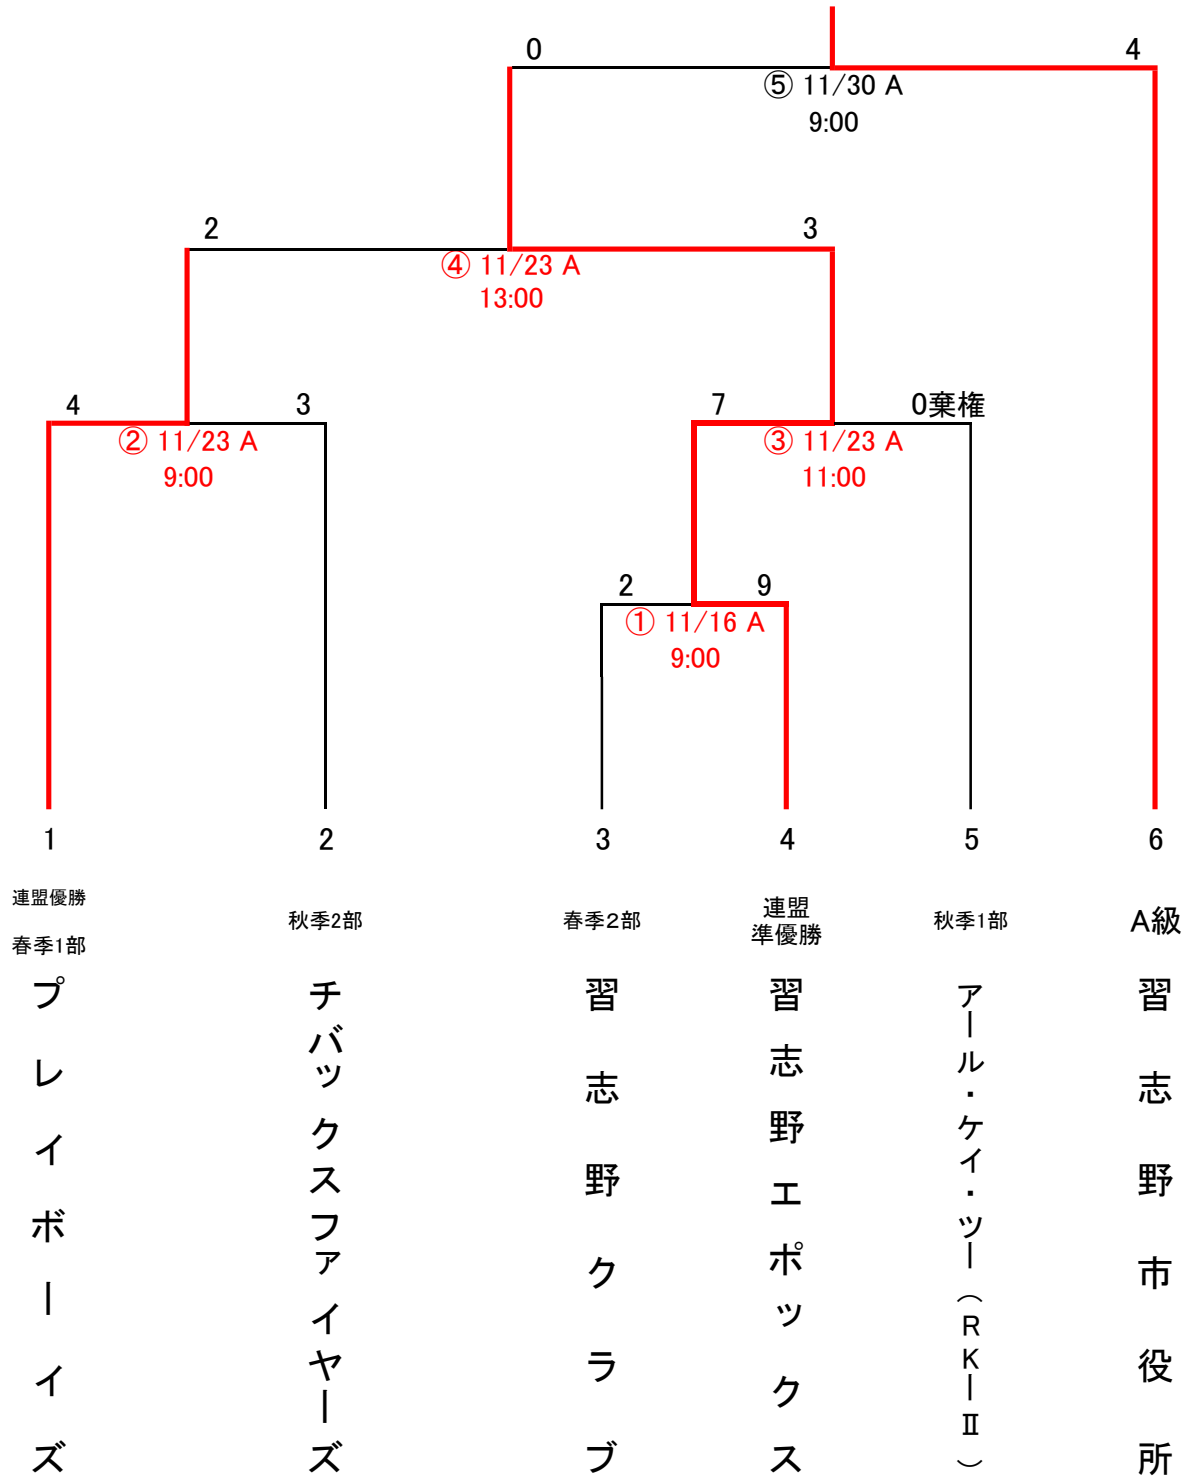 0
4
⑤ 11/30 A
9:00
2
3
④ 11/23 A
13:00
4
3
② 11/23 A
9:00
7
0棄権
③ 11/23 A
11:00
2
9
① 11/16 A
9:00
1
2
3
4
5
6
連盟優勝
春季1部
秋季2部
春季2部
連盟
準優勝
秋季1部
A級
プレイボーイズ
チバックスファイヤーズ
習志野クラブ
習志野エポックス
アール・ケイ・ツー(RKーⅡ)
習志野市役所